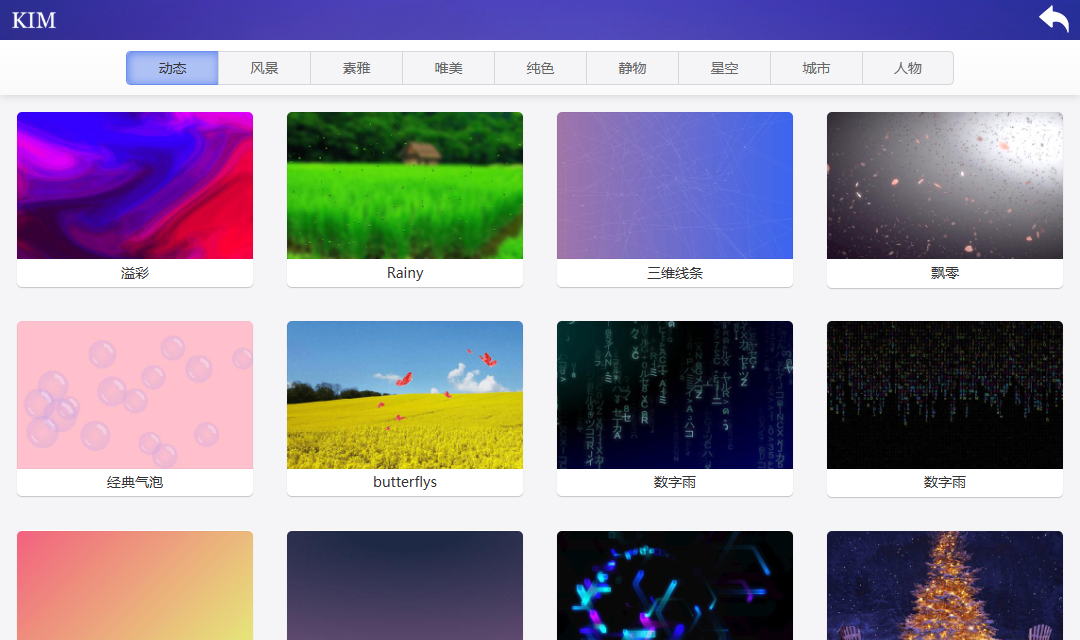 KIM
动态 风景 素雅 唯美 纯色 静物 星空 城市 人物
溢彩 Rainy 三维线条 飘零
经典气泡 butterflys 数字雨 数字雨